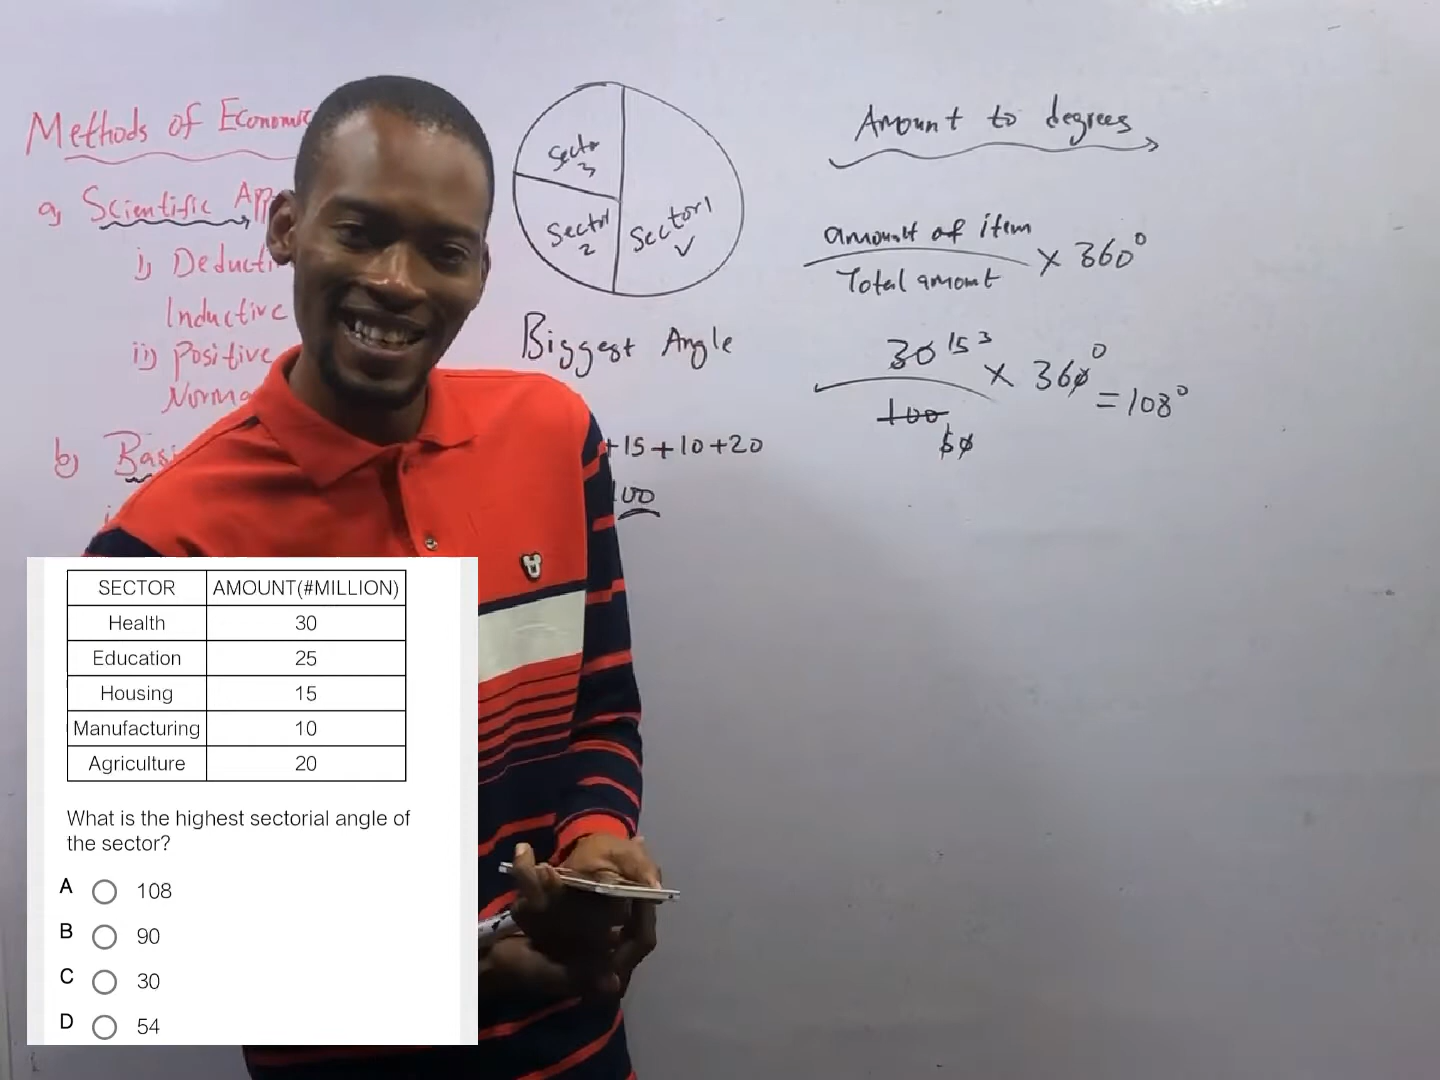 Methods of Economic
a) Scientific App
i) Deducti
Inductive
ii) Positive
Norma
b) Basi
Sector
3
Sector
2
Sector 1
Biggest Angle
+15+10+20
100
Amount to degrees
amount of item
Total amount
× 360°
30 15 3
100
50
× 360°
= 108°
SECTOR AMOUNT(#MILLION)
Health 30
Education 25
Housing 15
Manufacturing 10
Agriculture 20
What is the highest sectorial angle of
the sector?
A 108
B 90
C 30
D 54